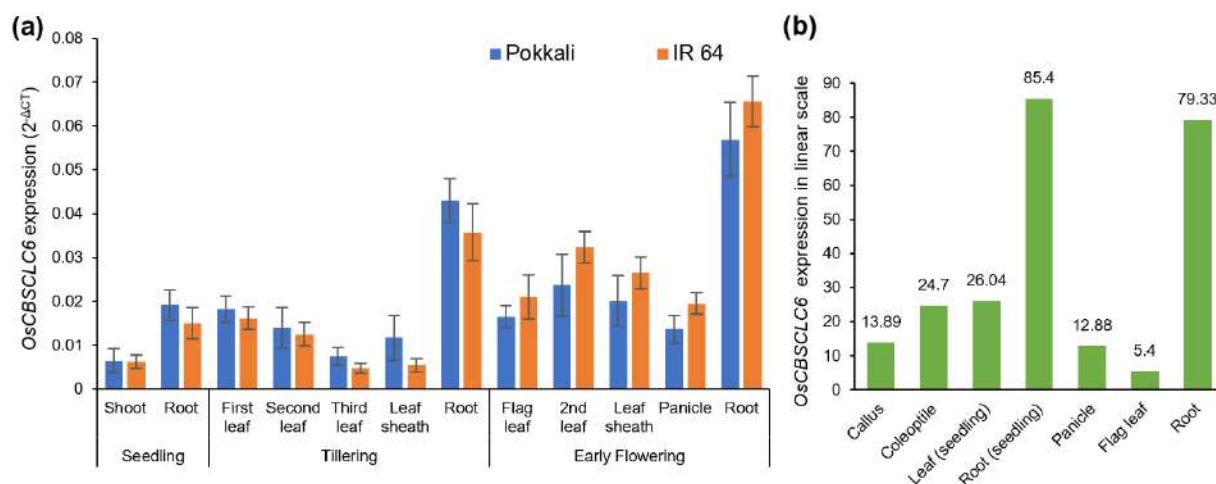 (a)
OsCBSCLC6 expression (2-ΔCT)
0.08
0.07
0.06
0.05
0.04
0.03
0.02
0.01
0
Pokkali
IR 64
Shoot Root First leaf Second leaf Third leaf Leaf sheath Root Flag leaf 2nd leaf Leaf sheath Panicle Root
Seedling Tillering Early Flowering
(b)
OsCBSCLC6 expression in linear scale
90
80
70
60
50
40
30
20
10
0
13.89
24.7
26.04
85.4
12.88
5.4
79.33
Callus
Coleoptile
Leaf (seedling)
Root (seedling)
Panicle
Flag leaf
Root